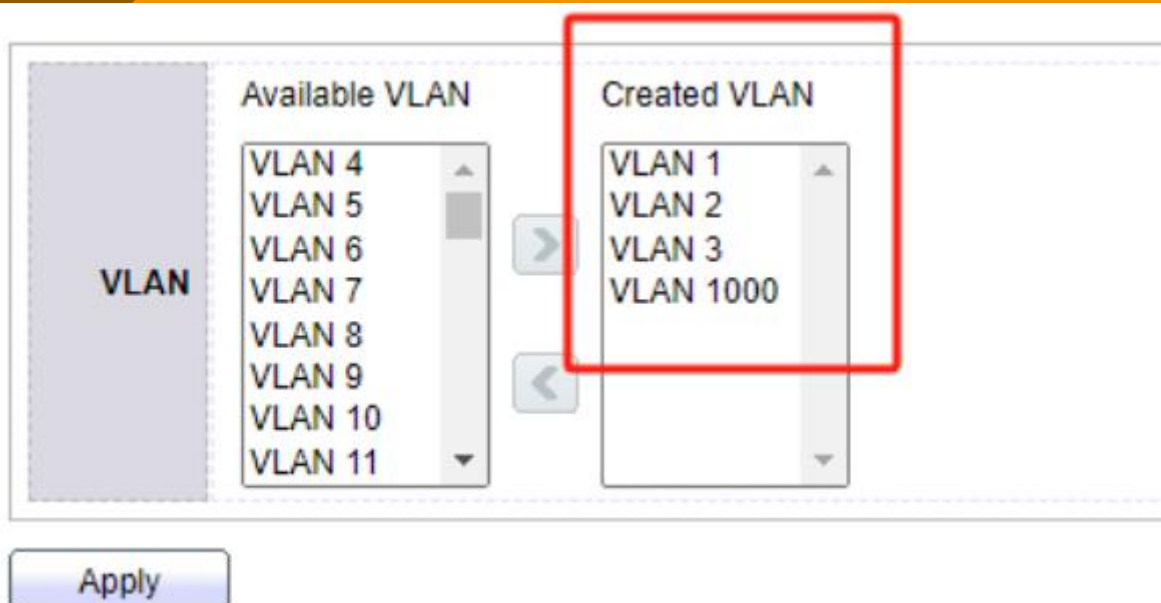 Available VLAN
VLAN 4
VLAN 5
VLAN 6
VLAN 7
VLAN 8
VLAN 9
VLAN 10
VLAN 11
Created VLAN
VLAN 1
VLAN 2
VLAN 3
VLAN 1000
VLAN
Apply